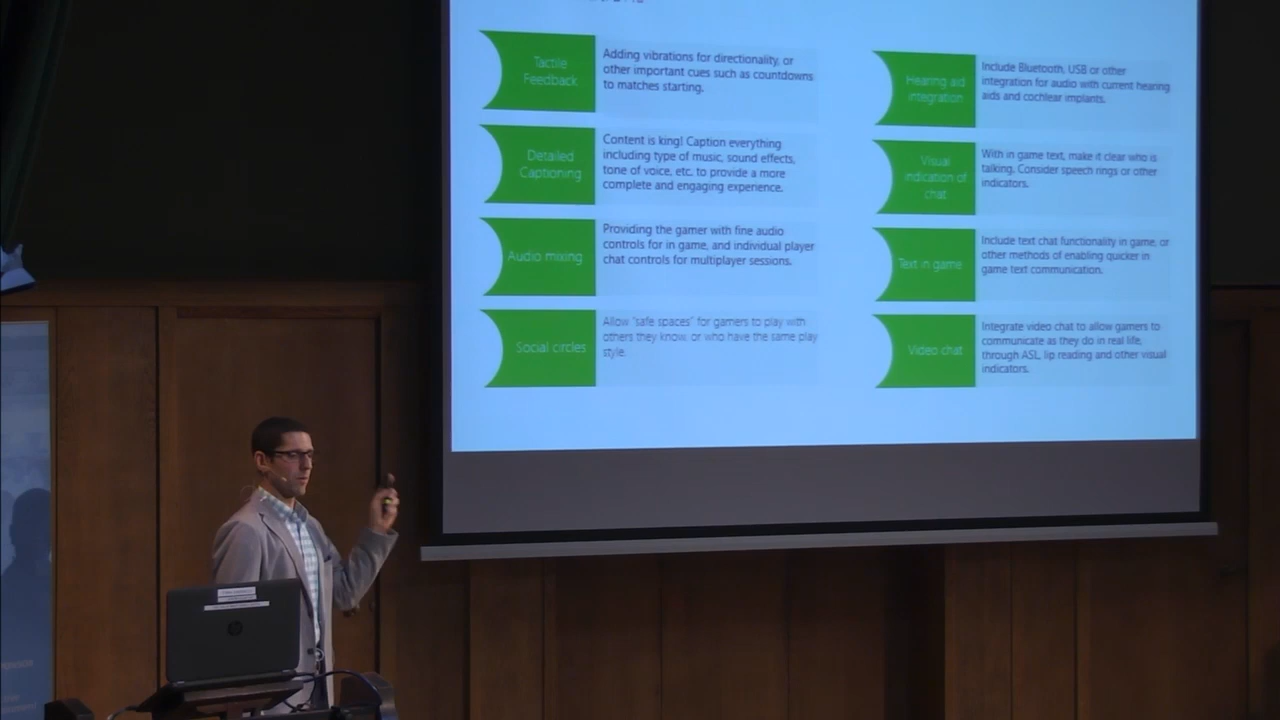 Tactile
Feedback
Adding vibrations for directionality, or
other important cues such as countdowns
to matches starting.
Detailed
Captioning
Content is king! Caption everything
including type of music, sound effects,
tone of voice, etc. to provide a more
complete and engaging experience.
Audio mixing
Providing the gamer with fine audio
controls for in game, and individual player
chat controls for multiplayer sessions.
Social circles
Allow "safe spaces" for gamers to play with
others they know, or who have the same play
style.
Hearing aid
integration
Include Bluetooth, USB or other
integration for audio with current hearing
aids and cochlear implants.
Visual
indication of
chat
With in game text, make it clear who is
talking. Consider speech rings or other
indicators.
Text in game
Include text chat functionality in game, or
other methods of enabling quicker in
game text communication.
Video chat
Integrate video chat to allow gamers to
communicate as they do in real life,
through ASL, lip reading and other visual
indicators.
hp